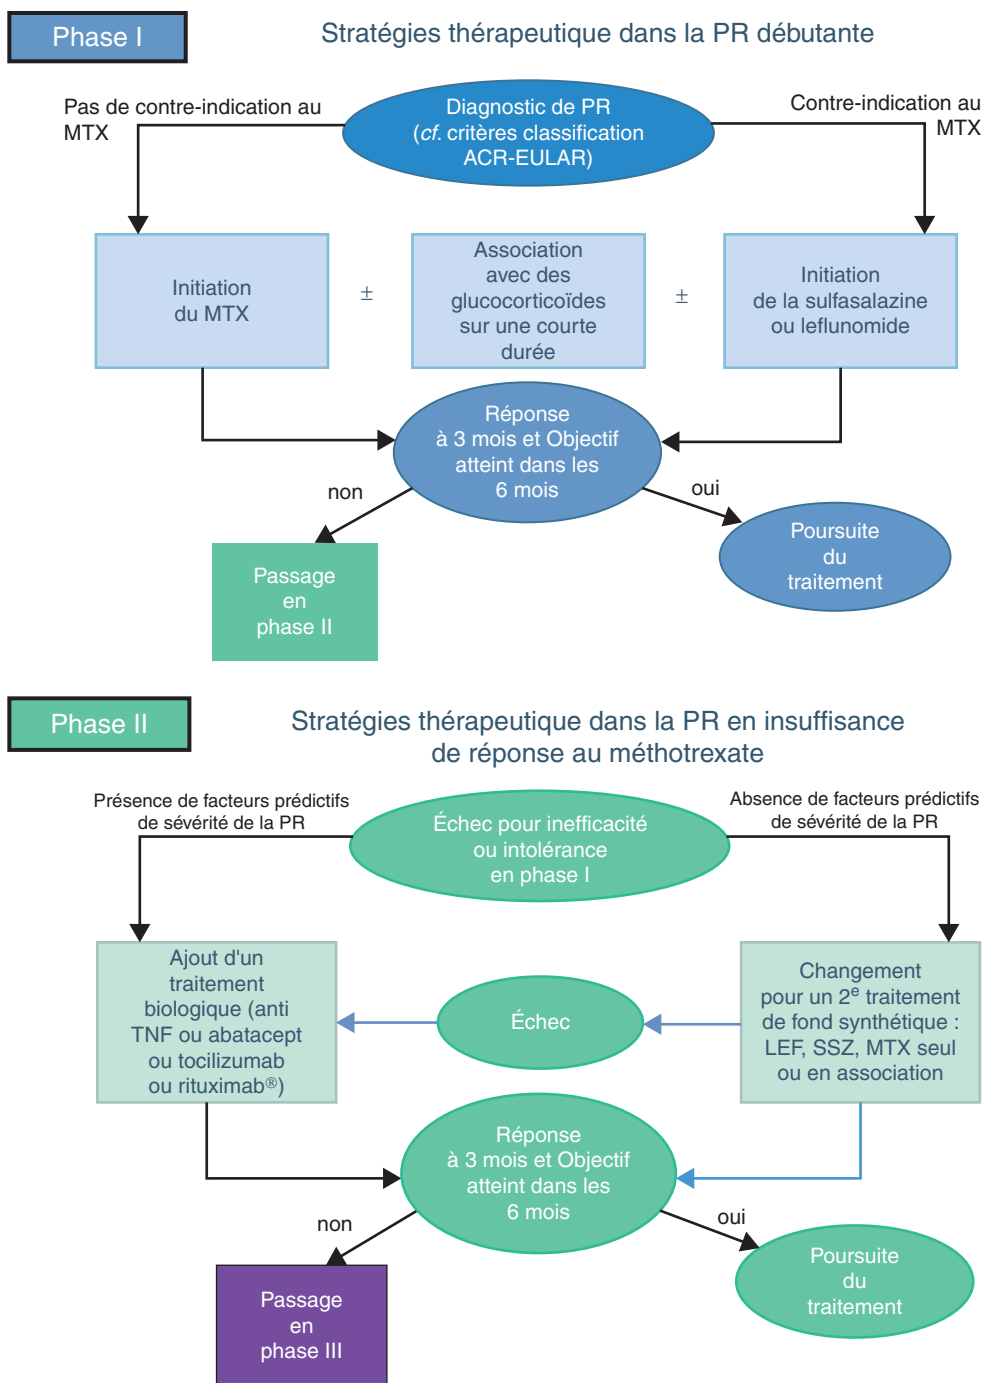 Phase I
Stratégies thérapeutique dans la PR débutante
Pas de contre-indication au
MTX
Diagnostic de PR
(cf. critères classification
ACR-EULAR)
Contre-indication au
MTX
Initiation
du MTX
±
Association
avec des
glucocorticoïdes
sur une courte
durée
±
Initiation
de la sulfasalazine
ou leflunomide
Réponse
à 3 mois et Objectif
atteint dans les
6 mois
non
oui
Passage
en
phase II
Poursuite
du
traitement
Phase II
Stratégies thérapeutique dans la PR en insuffisance
de réponse au méthotrexate
Présence de facteurs prédictifs
de sévérité de la PR
Échec pour inefficacité
ou intolérance
en phase I
Absence de facteurs prédictifs
de sévérité de la PR
Ajout d'un
traitement
biologique (anti
TNF ou abatacept
ou tocilizumab
ou rituximab®)
Échec
Changement
pour un 2e traitement
de fond synthétique :
LEF, SSZ, MTX seul
ou en association
Réponse
à 3 mois et Objectif
atteint dans les
6 mois
non
oui
Passage
en
phase III
Poursuite
du
traitement